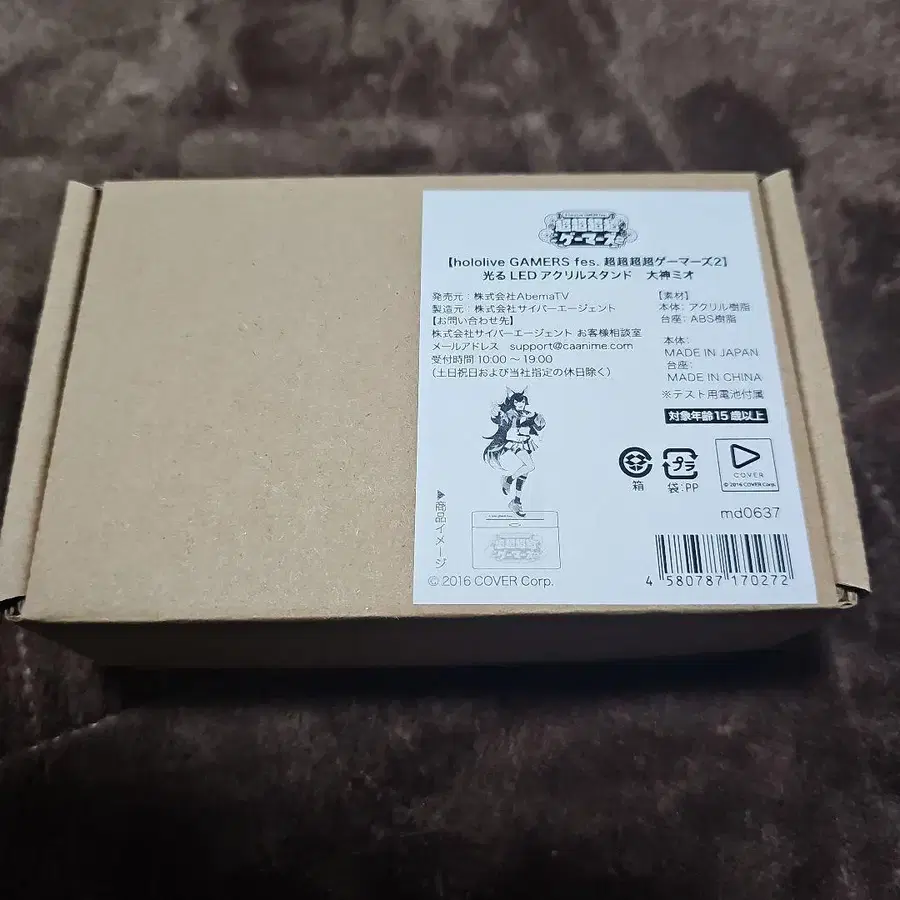 hololive GAMERS fes.
超超超超
ゲーマーズ2
【hololive GAMERS fes. 超超超超ゲーマーズ2】
光る LED アクリルスタンド 大神ミオ
発売元：株式会社AbemaTV
製造元：株式会社サイバーエージェント
【お問い合わせ先】
株式会社サイバーエージェント お客様相談室
メールアドレス support@caanime.com
受付時間 10:00 ～ 19:00
（土日祝日および当社指定の休日除く）
【素材】
本体：アクリル樹脂
台座：ABS樹脂
本体：
MADE IN JAPAN
台座：
MADE IN CHINA
※テスト用電池付属
対象年齢15歳以上
▲商品イメージ
© 2016 COVER Corp.
箱
プラ
袋：PP
COVER
© 2016 COVER Corp.
md0637
4 580787 170272